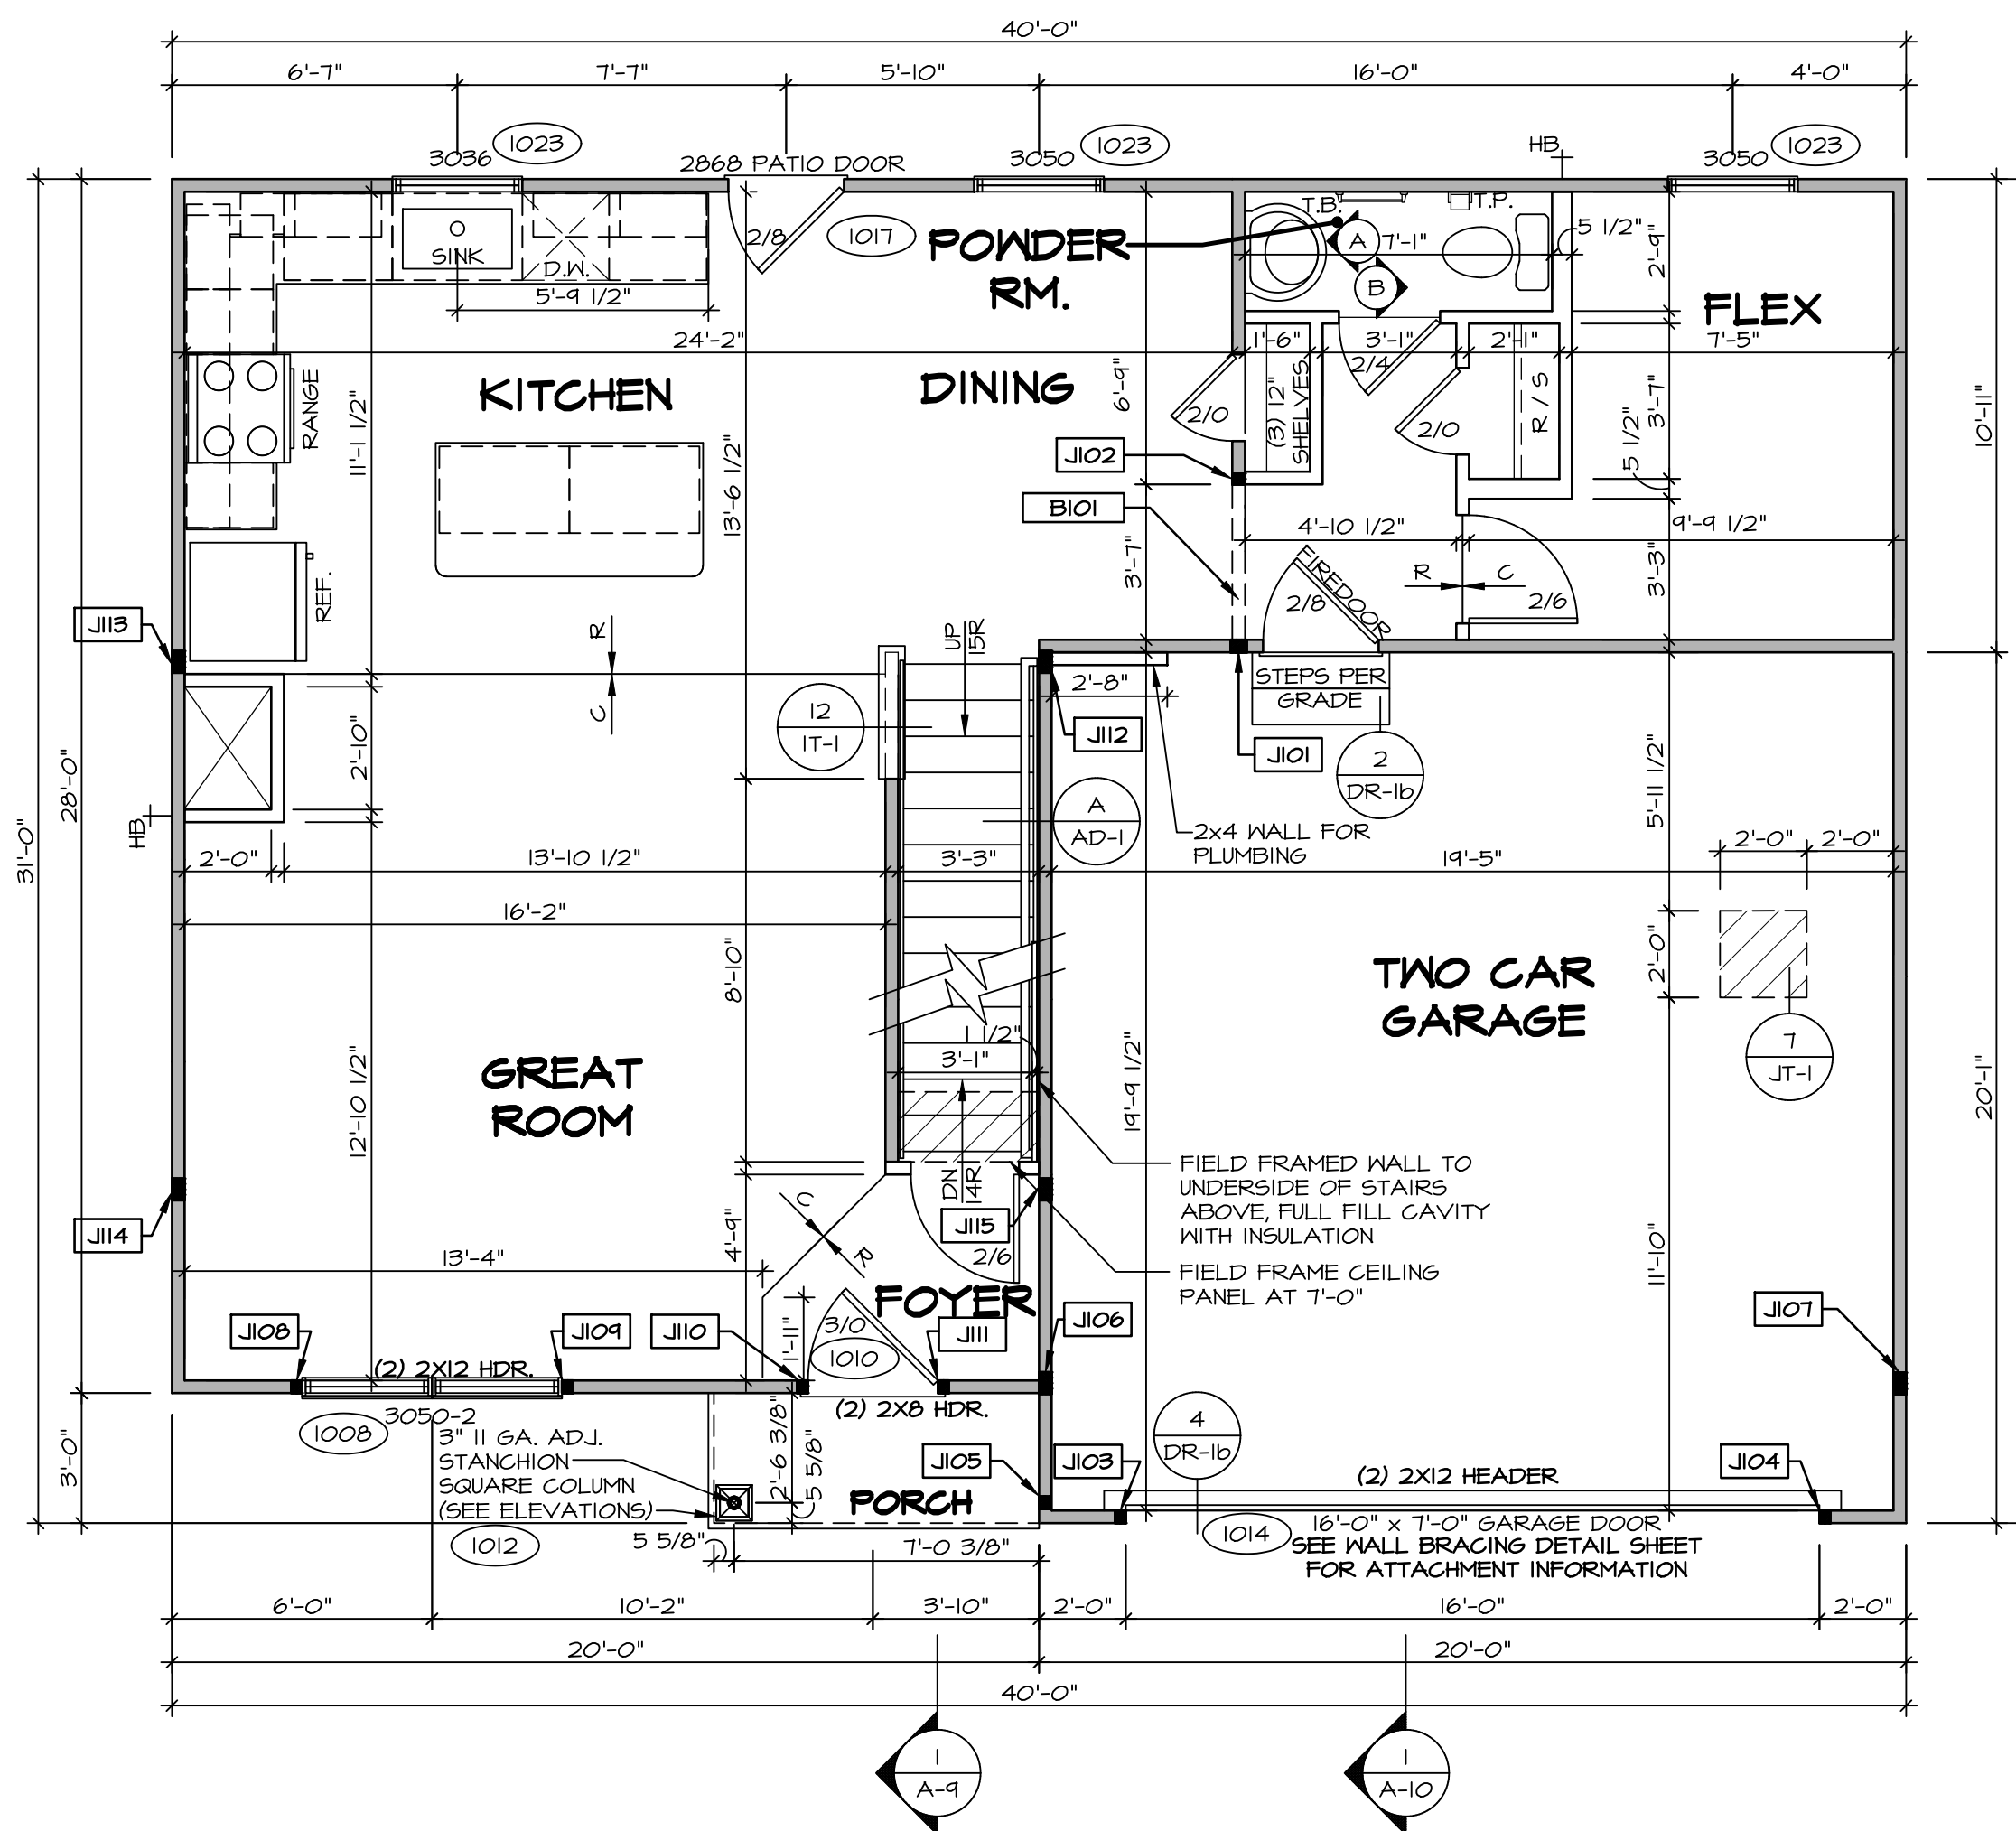 40'-0"
6'-7" 7'-7" 5'-10" 16'-0" 4'-0"
1023 1023 HB 1023
3036 2868 PATIO DOOR 3050 3050
T.B. T.P.
2/8 1017 POWDER RM. A 7'-1" 5 1/2" 2'-9"
SINK
D.W. B
5'-9 1/2" FLEX
24'-2" 1'-6" 3'-1" 2'-1" 7'-5"
2/4
RANGE KITCHEN DINING 6'-9"
11'-1 1/2" 13'-6 1/2"
2/0 (3) 12" SHELVES 2/0 R / S 3'-7" 5 1/2"
10'-11"
J102
B101
4'-10 1/2" 9'-9 1/2"
3'-7" FIREDOOR R C 3'-3"
REF. 2/8 2/6
J113
R UP 15R
C
STEPS PER
GRADE
2'-8"
12
IT-1
J112 J101
2
DR-1b
2'-10"
28'-0"
31'-0"
HB
A
AD-1
2x4 WALL FOR
PLUMBING
5'-11 1/2"
2'-0" 2'-0"
2'-0" 13'-10 1/2" 3'-3" 19'-5"
16'-2"
8'-10" 2'-0"
TWO CAR
GARAGE
7
JT-1
1 1/2"
3'-1"
GREAT
ROOM
12'-10 1/2" 19'-9 1/2" 20'-1"
FIELD FRAMED WALL TO
UNDERSIDE OF STAIRS
ABOVE, FULL FILL CAVITY
WITH INSULATION
DN 14R
C
R
J115
J114
4'-9" 2/6
11'-10"
13'-4"
FIELD FRAME CEILING
PANEL AT 7'-0"
FOYER
J108 J109 J110 1'-11" 3/0 J111 J106 J107
1010
(2) 2X12 HDR.
3050-2 (2) 2X8 HDR.
1008
3" 11 GA. ADJ.
STANCHION
SQUARE COLUMN
(SEE ELEVATIONS)
3'-0"
2'-6 3/8" 5 5/8"
PORCH
J105 J103 J104
4
DR-1b
(2) 2X12 HEADER
1012 5 5/8" 7'-0 3/8"
1014 16'-0" x 7'-0" GARAGE DOOR
SEE WALL BRACING DETAIL SHEET
FOR ATTACHMENT INFORMATION
6'-0" 10'-2" 3'-10" 2'-0" 16'-0" 2'-0"
20'-0" 20'-0"
40'-0"
1
A-9
1
A-10